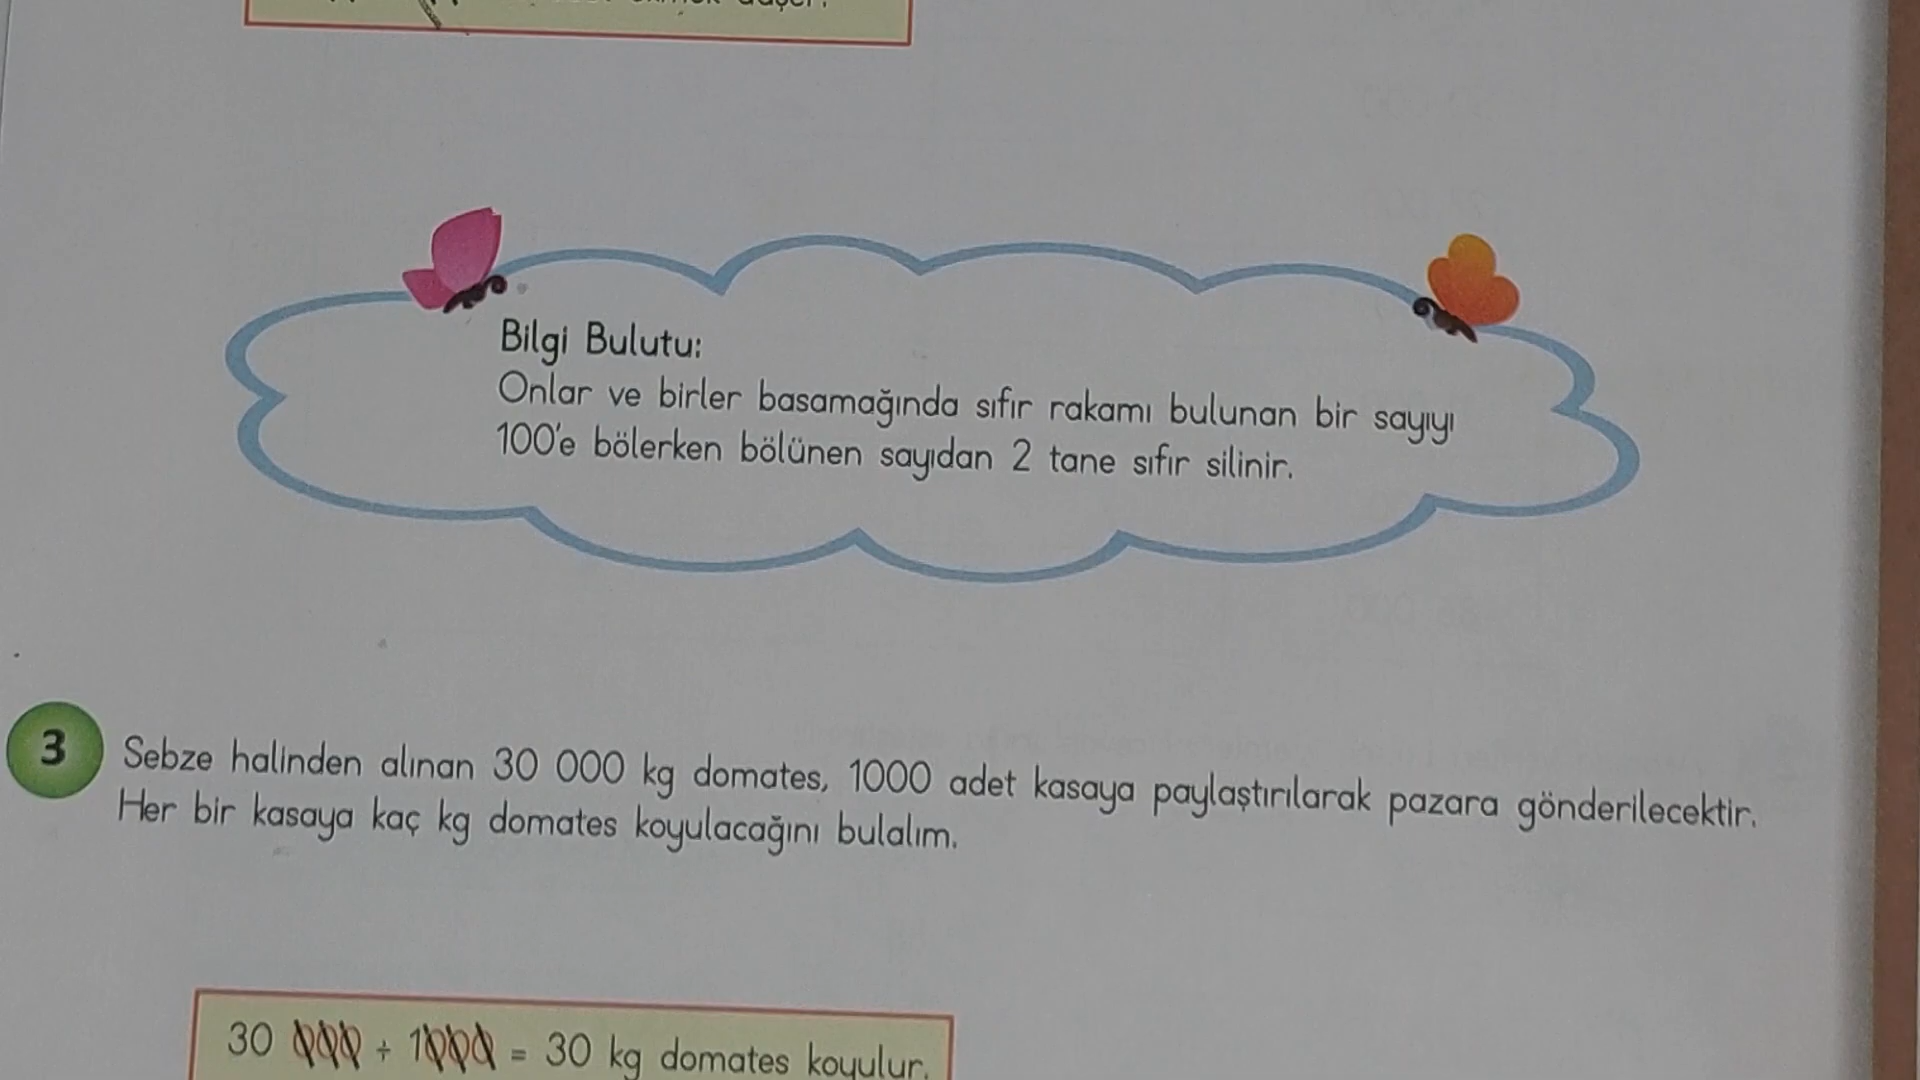 Bilgi Bulutu:
Onlar ve birler basamağında sıfır rakamı bulunan bir sayıyı
100'e bölerken bölünen sayıdan 2 tane sıfır silinir.
3
Sebze halinden alınan 30 000 kg domates, 1000 adet kasaya paylaştırılarak pazara gönderilecektir.
Her bir kasaya kaç kg domates koyulacağını bulalım.
30 000 ÷ 1000 = 30 kg domates koyulur.